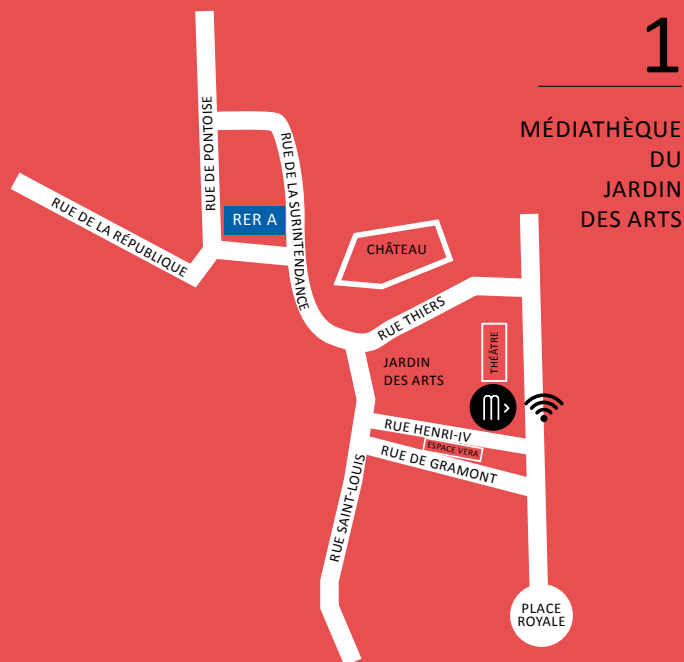 1
MÉDIATHÈQUE
DU
JARDIN
DES ARTS
RUE DE PONTOISE
RUE DE LA SURINTENDANCE
RER A
RUE DE LA RÉPUBLIQUE
CHÂTEAU
RUE THIERS
THÉÂTRE
JARDIN
DES ARTS
M>
RUE HENRI-IV
ESPACE VERA
RUE DE GRAMONT
RUE SAINT-LOUIS
PLACE
ROYALE